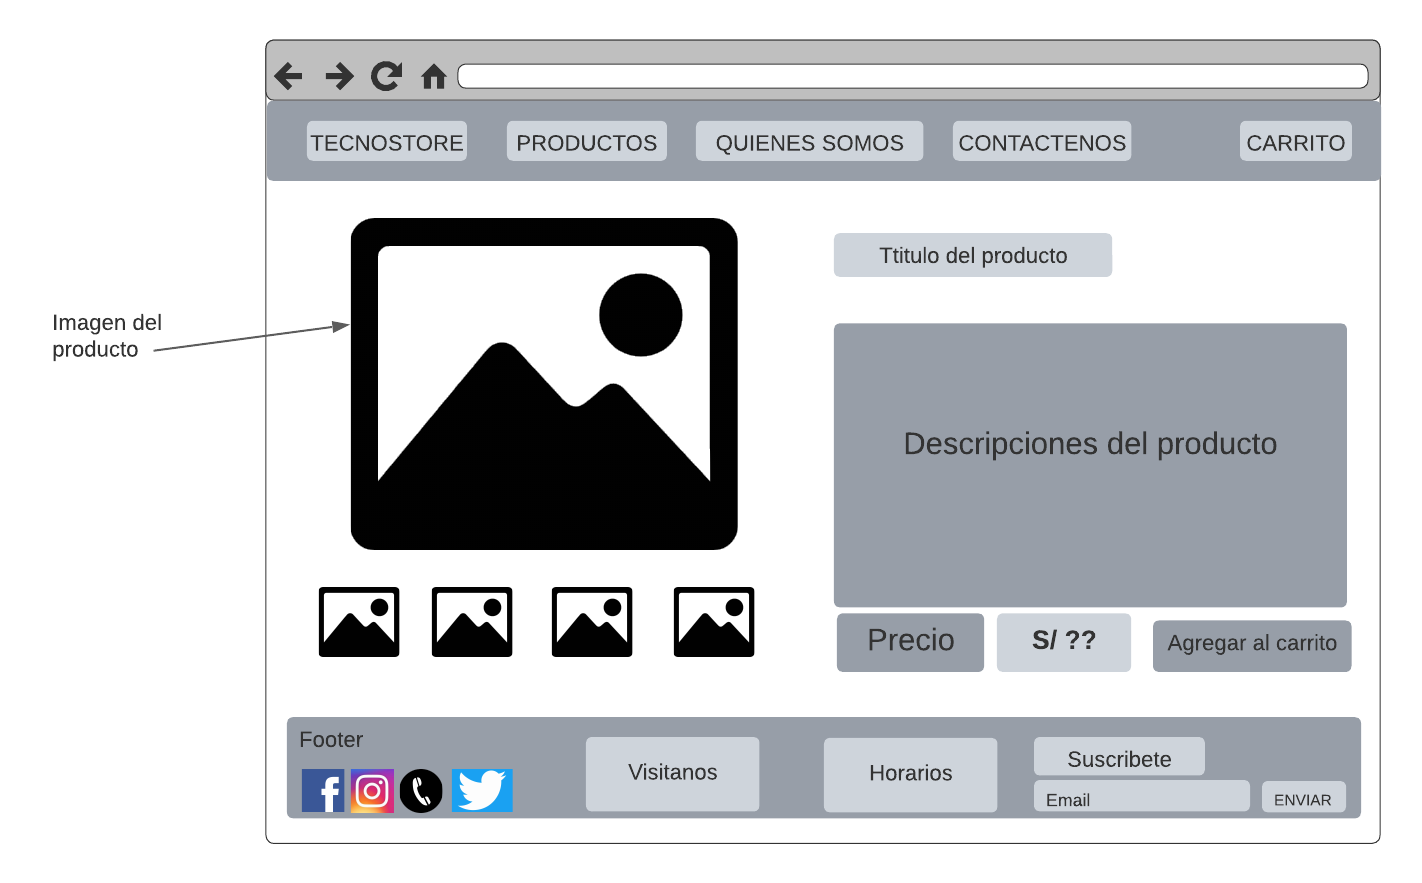 TECNOSTORE
PRODUCTOS
QUIENES SOMOS
CONTACTENOS
CARRITO
Imagen del
producto
Ttitulo del producto
Descripciones del producto
Precio
S/ ??
Agregar al carrito
Footer
Visitanos
Horarios
Suscribete
Email
ENVIAR